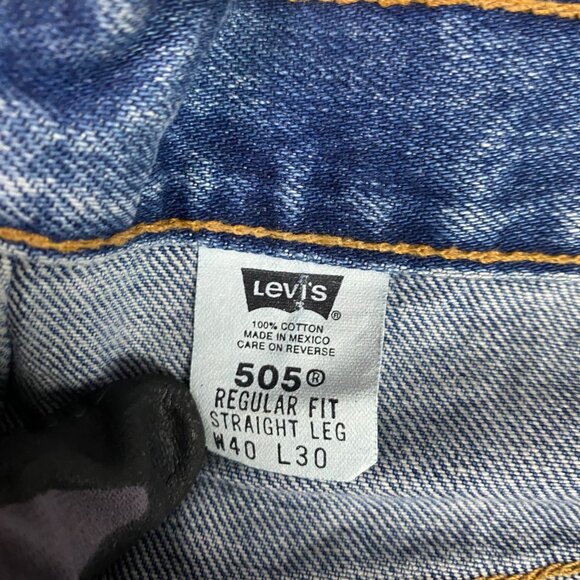 LEVI'S®
100% COTTON
MADE IN MEXICO
CARE ON REVERSE
505®
REGULAR FIT
STRAIGHT LEG
W40 L30